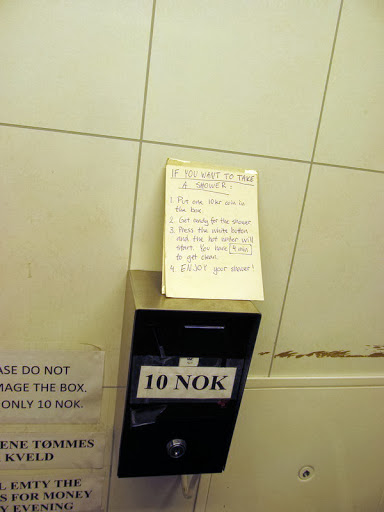 IF YOU WANT TO TAKE
A SHOWER:
1. Put one 10 kr coin in
the box.
2. Get ready for the shower
3. Press the white button
and the hot water will
start. You have 4 min
to get clean.
4. ENJOY your shower!
10 NOK
ASE DO NOT
MAGE THE BOX.
ONLY 10 NOK.
ENE TØMMES
KVELD
L EMTY THE
S FOR MONEY
Y EVENING